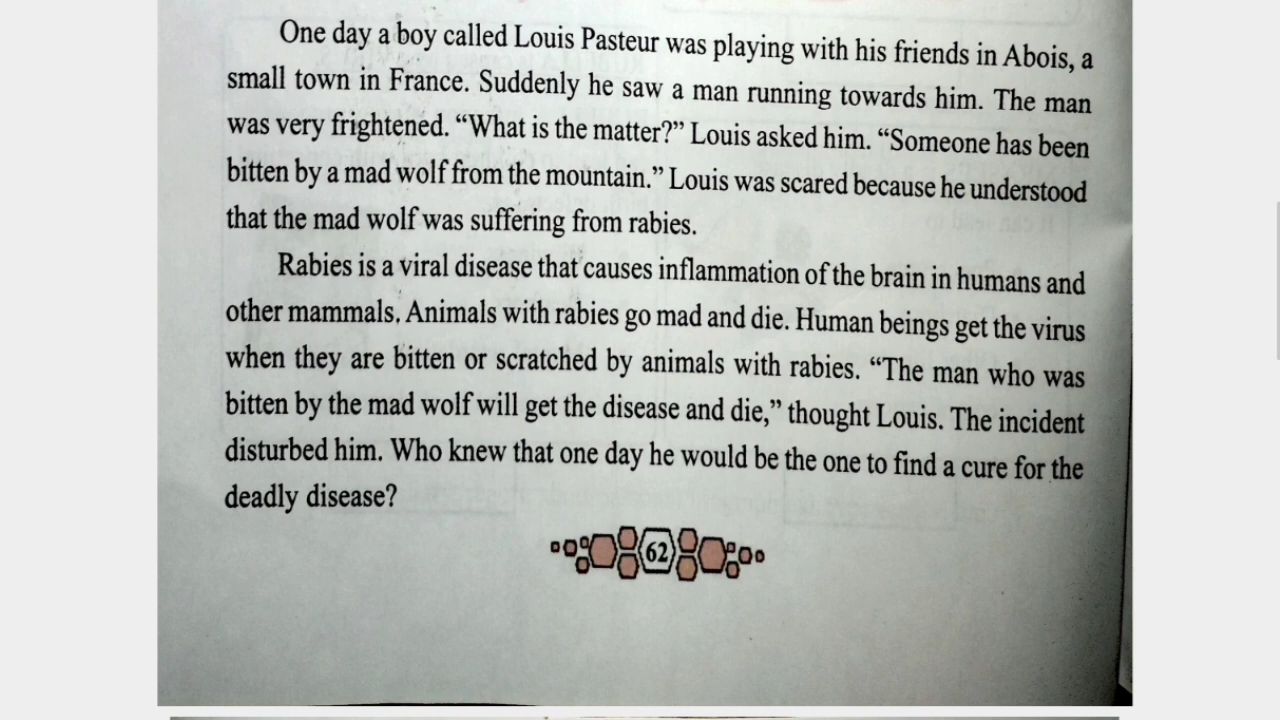 One day a boy called Louis Pasteur was playing with his friends in Abois, a
small town in France. Suddenly he saw a man running towards him. The man
was very frightened. “What is the matter?” Louis asked him. “Someone has been
bitten by a mad wolf from the mountain.” Louis was scared because he understood
that the mad wolf was suffering from rabies.
Rabies is a viral disease that causes inflammation of the brain in humans and
other mammals. Animals with rabies go mad and die. Human beings get the virus
when they are bitten or scratched by animals with rabies. “The man who was
bitten by the mad wolf will get the disease and die,” thought Louis. The incident
disturbed him. Who knew that one day he would be the one to find a cure for the
deadly disease?
62